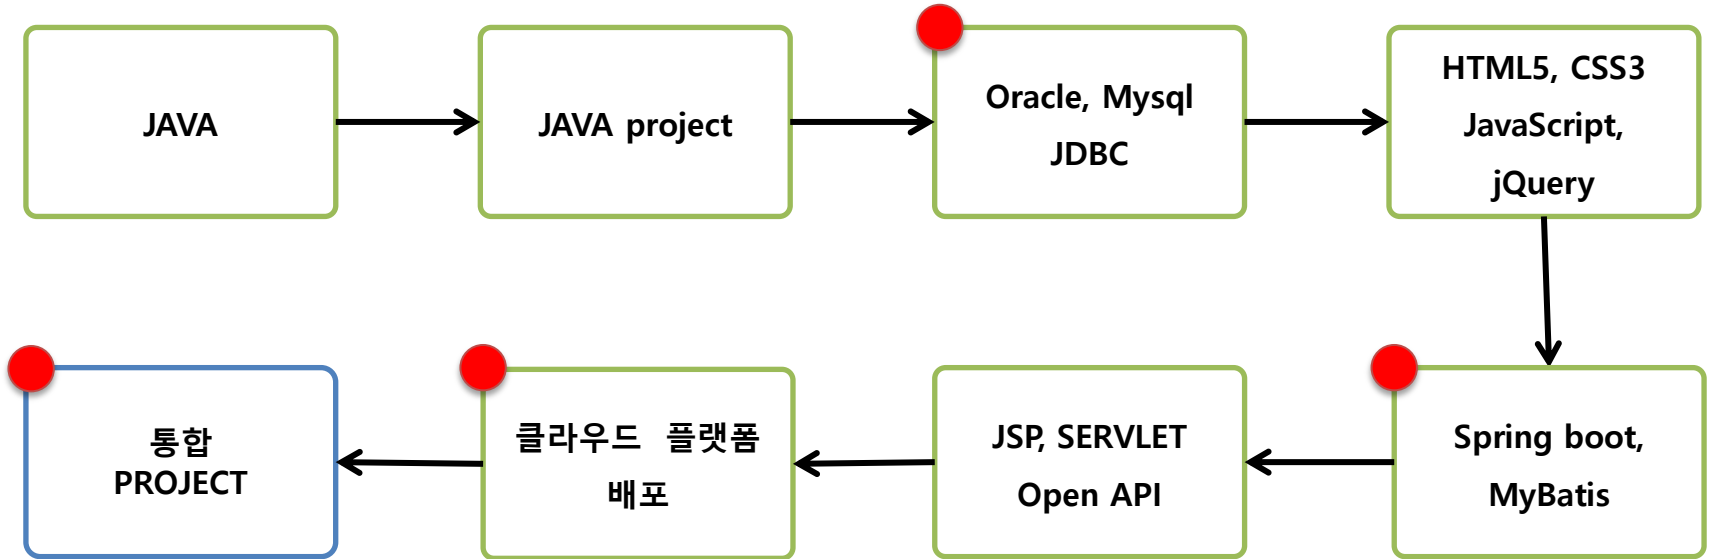 JAVA
JAVA project
Oracle, Mysql
JDBC
HTML5, CSS3
JavaScript,
jQuery
Spring boot,
MyBatis
JSP, SERVLET
Open API
클라우드 플랫폼
배포
통합
PROJECT